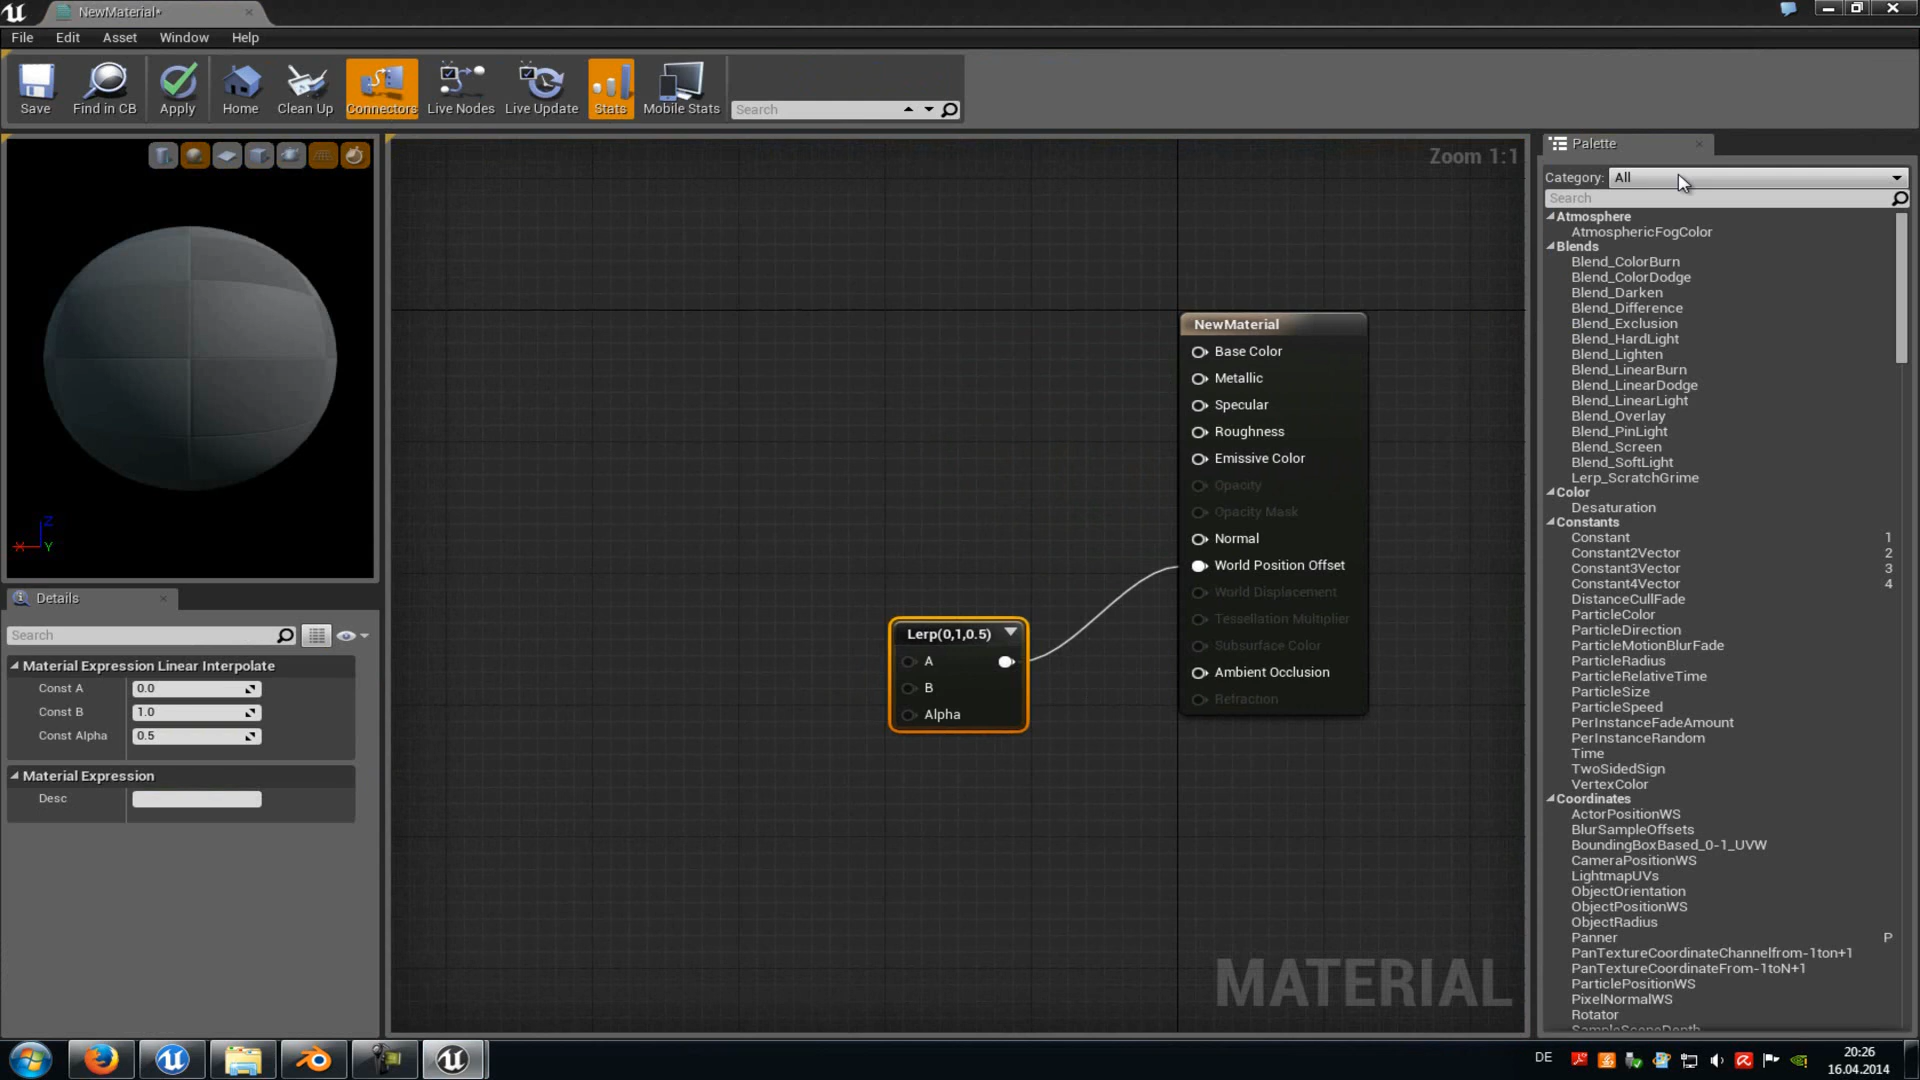 NewMaterial*
File Edit Asset Window Help
Save Find in CB Apply Home Clean Up Connectors Live Nodes Live Update Stats Mobile Stats Search
Zoom 1:1
Z
X Y
Details
Search
Material Expression Linear Interpolate
Const A 0.0
Const B 1.0
Const Alpha 0.5
Material Expression
Desc
NewMaterial
Base Color
Metallic
Specular
Roughness
Emissive Color
Opacity
Opacity Mask
Normal
World Position Offset
World Displacement
Tessellation Multiplier
Subsurface Color
Ambient Occlusion
Refraction
Lerp(0,1,0.5)
A
B
Alpha
MATERIAL
Palette
Category: All
Search
Atmosphere
AtmosphericFogColor
Blends
Blend_ColorBurn
Blend_ColorDodge
Blend_Darken
Blend_Difference
Blend_Exclusion
Blend_HardLight
Blend_Lighten
Blend_LinearBurn
Blend_LinearDodge
Blend_LinearLight
Blend_Overlay
Blend_PinLight
Blend_Screen
Blend_SoftLight
Lerp_ScratchGrime
Color
Desaturation
Constants
Constant 1
Constant2Vector 2
Constant3Vector 3
Constant4Vector 4
DistanceCullFade
ParticleColor
ParticleDirection
ParticleMotionBlurFade
ParticleRadius
ParticleRelativeTime
ParticleSize
ParticleSpeed
PerInstanceFadeAmount
PerInstanceRandom
Time
TwoSidedSign
VertexColor
Coordinates
ActorPositionWS
BlurSampleOffsets
BoundingBoxBased_0-1_UVW
CameraPositionWS
LightmapUVs
ObjectOrientation
ObjectPositionWS
ObjectRadius
Panner P
PanTextureCoordinateChannelfrom-1ton+1
PanTextureCoordinateFrom-1toN+1
ParticlePositionWS
PixelNormalWS
Rotator
SampleSceneDepth
DE
20:26
16.04.2014